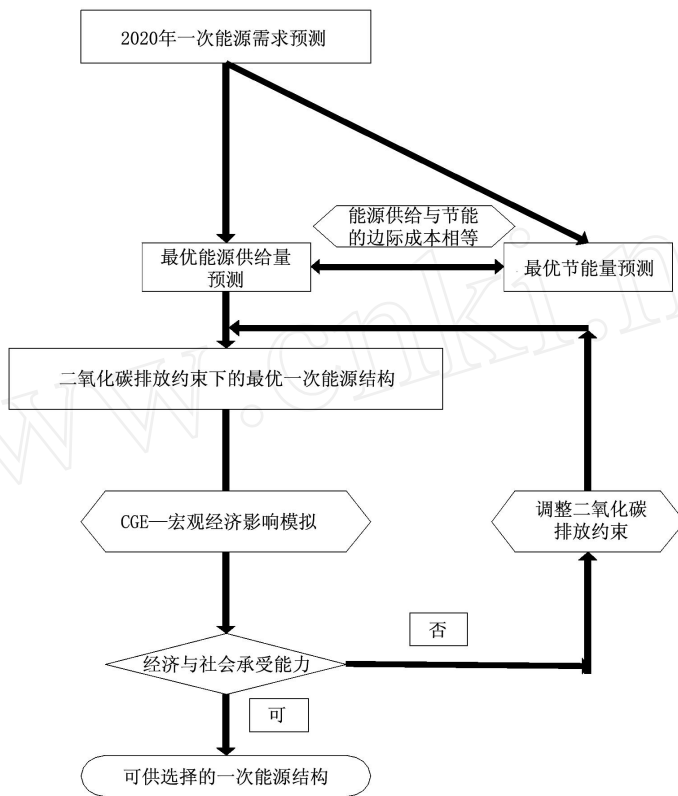 2020年一次能源需求预测
能源供给与节能
的边际成本相等
最优能源供给量
预测
最优节能量预测
二氧化碳排放约束下的最优一次能源结构
CGE—宏观经济影响模拟
调整二氧化碳
排放约束
否
经济与社会承受能力
可
可供选择的一次能源结构
www.cnki.n